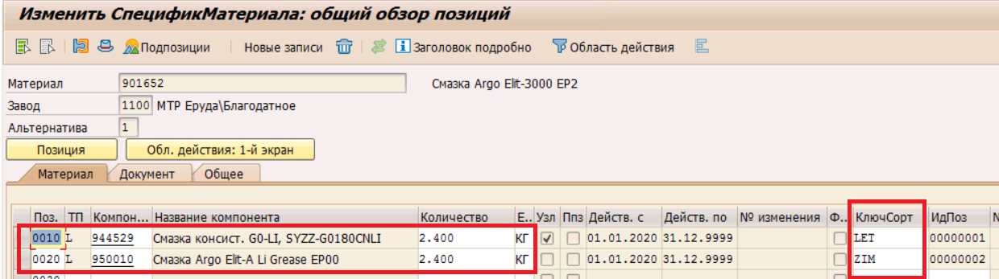 Изменить СпецификМатериала: общий обзор позиций
Подпозиции Новые записи Заголовок подробно Область действия
Материал 901652 Смазка Argo Elit-3000 EP2
Завод 1100 МТР Еруда\Благодатное
Альтернатива 1
Позиция Обл. действия: 1-й экран
Материал Документ Общее
Поз. ТП Компон... Название компонента Количество Е.. Узл Ппз Действ. с Действ. по № изменения Ф.. КлючСорт ИдПоз
0010 L 944529 Смазка консист. G0-LI, SYZZ-G0180CNLI 2.400 КГ 01.01.2020 31.12.9999 LET 00000001
0020 L 950010 Смазка Argo Elit-A Li Grease EP00 2.400 КГ 01.01.2020 31.12.9999 ZIM 00000002
0030